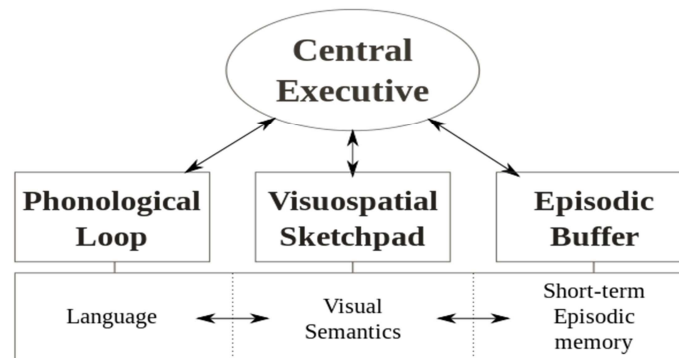 Central
Executive
Phonological
Loop
Visuospatial
Sketchpad
Episodic
Buffer
Language
Visual
Semantics
Short-term
Episodic
memory